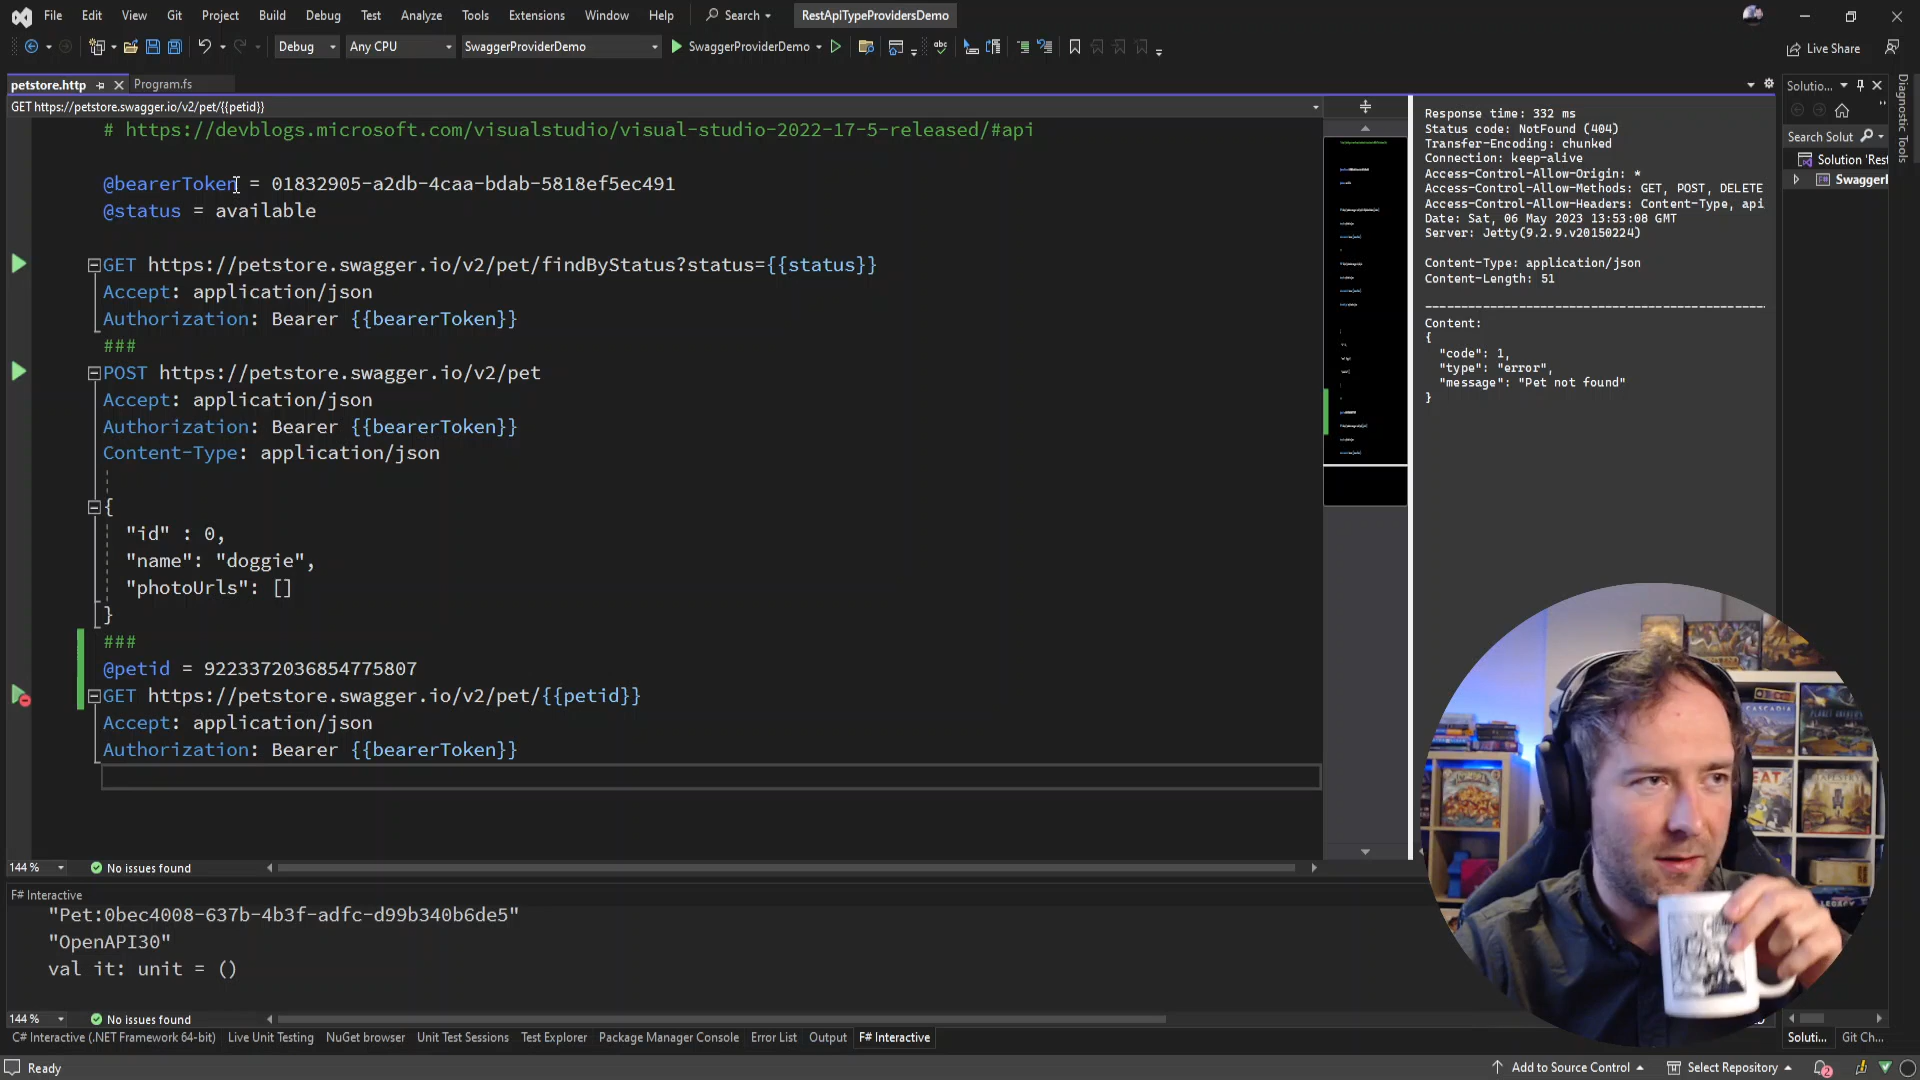 File Edit View Git Project Build Debug Test Analyze Tools Extensions Window Help Search RestApiTypeProvidersDemo
Debug Any CPU SwaggerProviderDemo SwaggerProviderDemo Live Share
petstore.http Program.fs
GET https://petstore.swagger.io/v2/pet/{{petid}}
# https://devblogs.microsoft.com/visualstudio/visual-studio-2022-17-5-released/#api
@bearerToken = 01832905-a2db-4caa-bdab-5818ef5ec491
@status = available
GET https://petstore.swagger.io/v2/pet/findByStatus?status={{status}}
Accept: application/json
Authorization: Bearer {{bearerToken}}
###
POST https://petstore.swagger.io/v2/pet
Accept: application/json
Authorization: Bearer {{bearerToken}}
Content-Type: application/json
{
"id" : 0,
"name": "doggie",
"photoUrls": []
}
###
@petid = 9223372036854775807
GET https://petstore.swagger.io/v2/pet/{{petid}}
Accept: application/json
Authorization: Bearer {{bearerToken}}
144 % No issues found
Response time: 332 ms
Status code: NotFound (404)
Transfer-Encoding: chunked
Connection: keep-alive
Access-Control-Allow-Origin: *
Access-Control-Allow-Methods: GET, POST, DELETE
Access-Control-Allow-Headers: Content-Type, api
Date: Sat, 06 May 2023 13:53:08 GMT
Server: Jetty(9.2.9.v20150224)
Content-Type: application/json
Content-Length: 51
Content:
{
"code": 1,
"type": "error",
"message": "Pet not found"
}
Solutio...
Search Solut
Solution 'Rest
SwaggerI
Diagnostic Tools
F# Interactive
"Pet:0bec4008-637b-4b3f-adfc-d99b340b6de5"
"OpenAPI30"
val it: unit = ()
144 % No issues found
C# Interactive (.NET Framework 64-bit) Live Unit Testing NuGet browser Unit Test Sessions Test Explorer Package Manager Console Error List Output F# Interactive
Soluti... Git Ch...
Ready Add to Source Control Select Repository 2